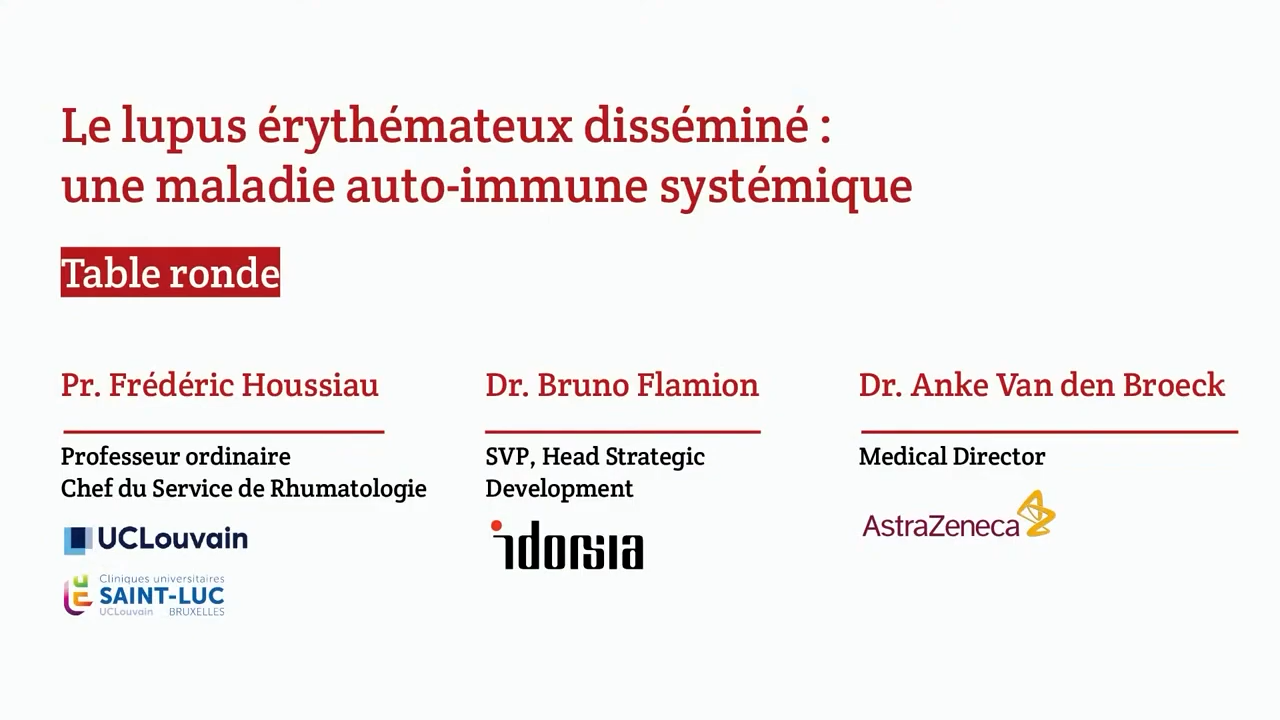 Le lupus érythémateux disséminé :
une maladie auto-immune systémique
Table ronde
Pr. Frédéric Houssiau
Professeur ordinaire
Chef du Service de Rhumatologie
UCLouvain
Cliniques universitaires
SAINT-LUC
UCLouvain BRUXELLES
Dr. Bruno Flamion
SVP, Head Strategic
Development
idorsia
Dr. Anke Van den Broeck
Medical Director
AstraZeneca